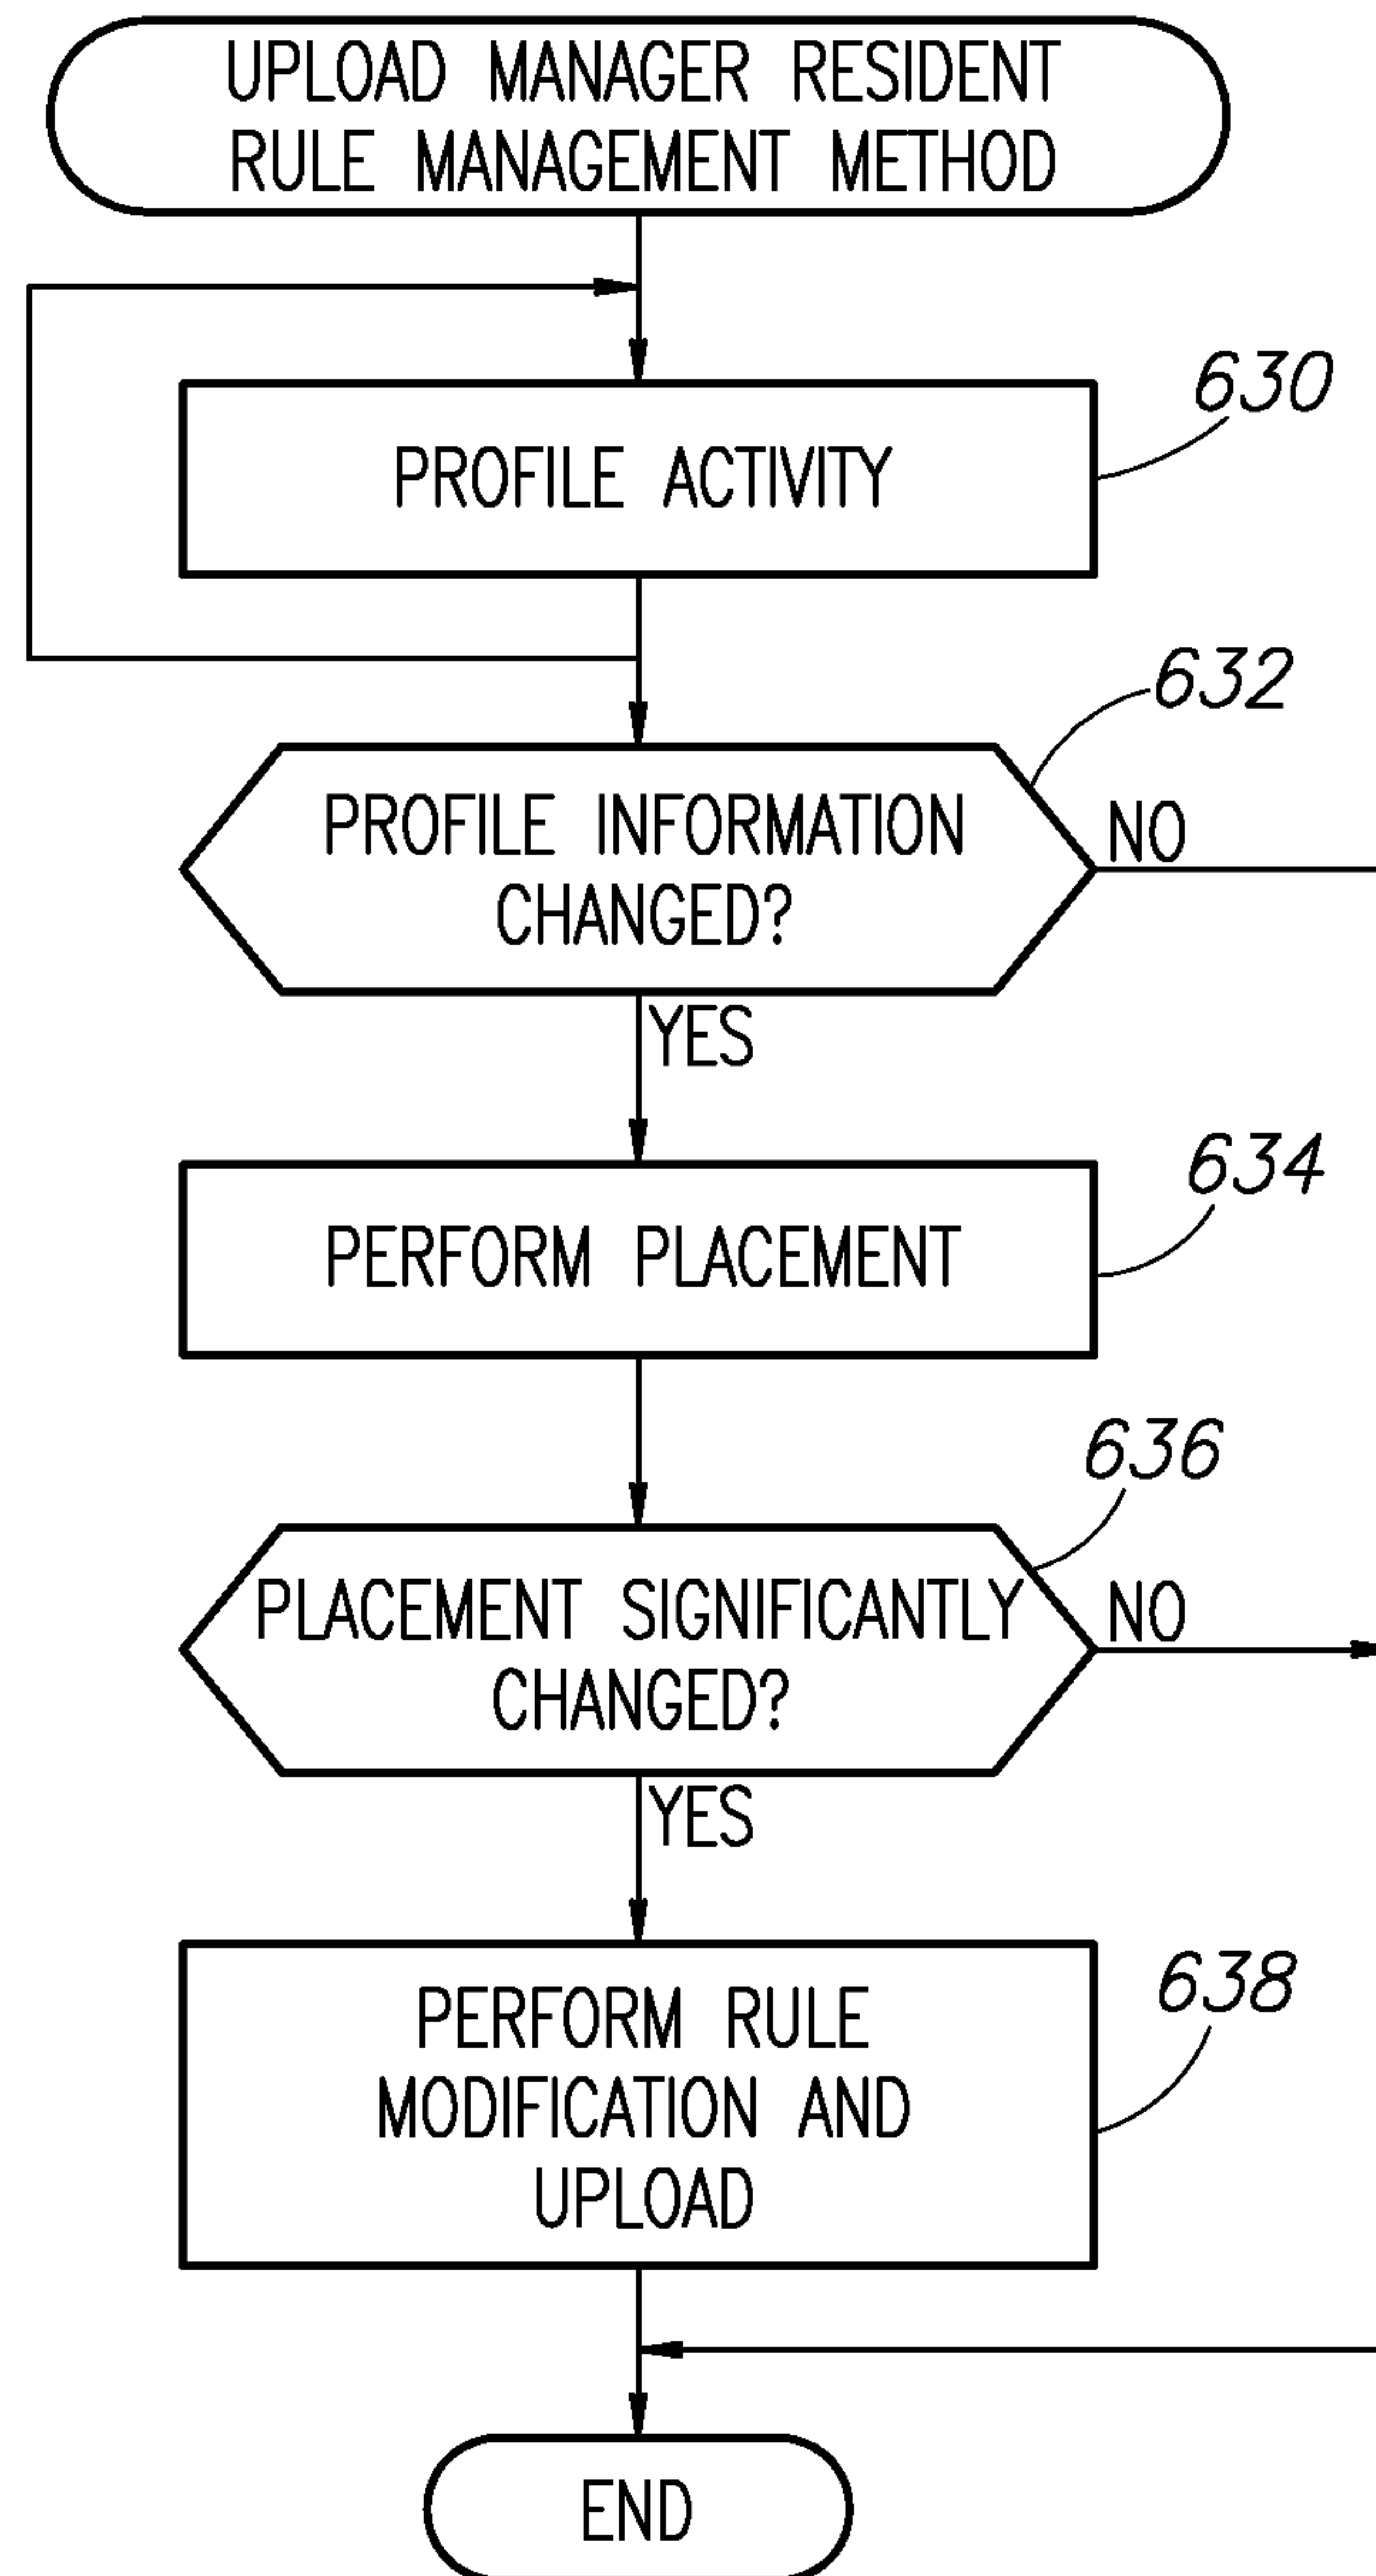 UPLOAD MANAGER RESIDENT
RULE MANAGEMENT METHOD
630
PROFILE ACTIVITY
632
PROFILE INFORMATION
CHANGED?
NO
YES
634
PERFORM PLACEMENT
636
PLACEMENT SIGNIFICANTLY
CHANGED?
NO
YES
638
PERFORM RULE
MODIFICATION AND
UPLOAD
END